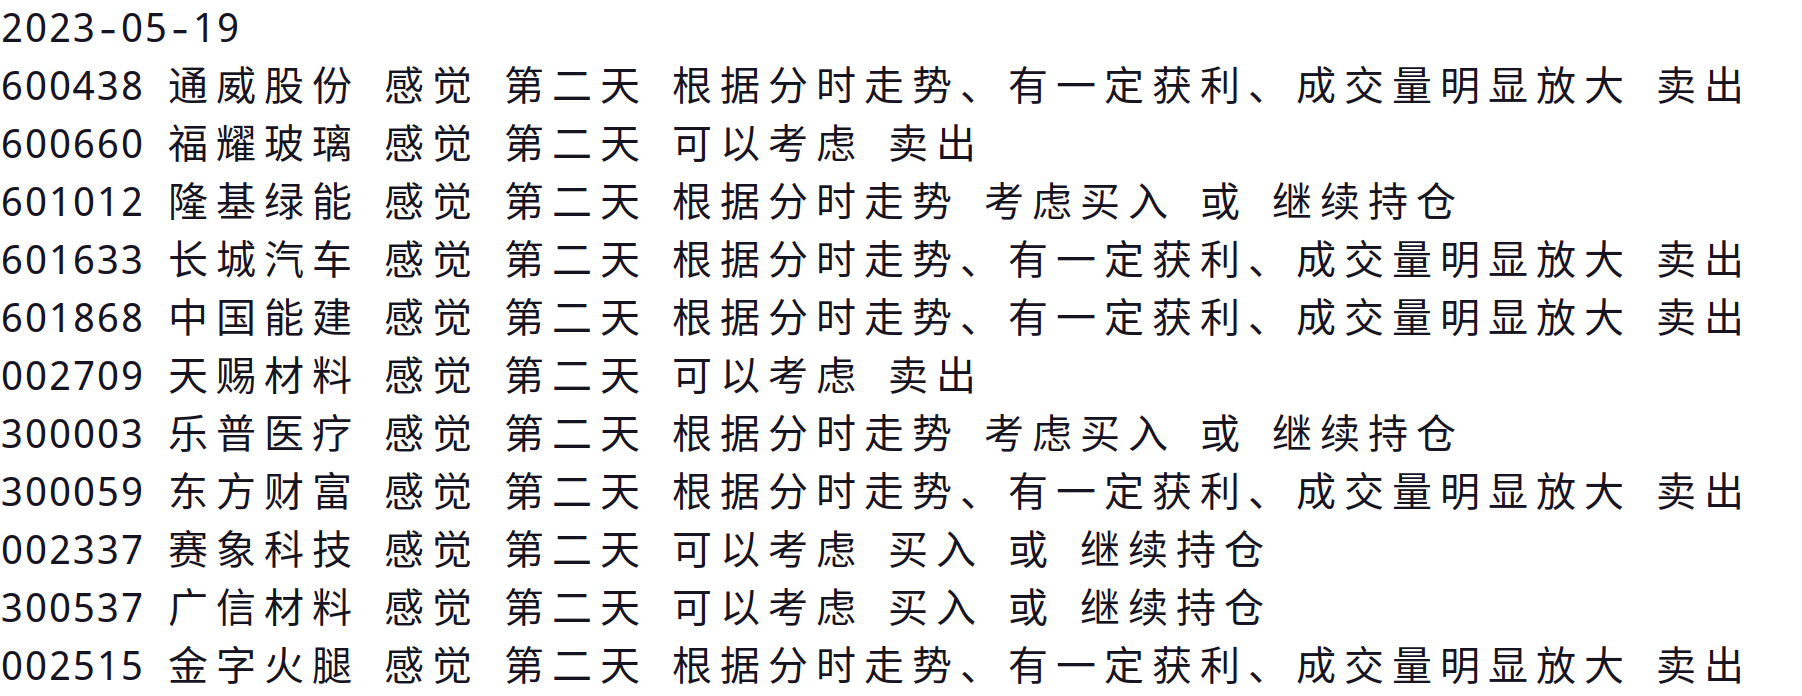 2023-05-19
600438 通威股份 感觉 第二天 根据分时走势、有一定获利、成交量明显放大 卖出
600660 福耀玻璃 感觉 第二天 可以考虑 卖出
601012 隆基绿能 感觉 第二天 根据分时走势 考虑买入 或 继续持仓
601633 长城汽车 感觉 第二天 根据分时走势、有一定获利、成交量明显放大 卖出
601868 中国能建 感觉 第二天 根据分时走势、有一定获利、成交量明显放大 卖出
002709 天赐材料 感觉 第二天 可以考虑 卖出
300003 乐普医疗 感觉 第二天 根据分时走势 考虑买入 或 继续持仓
300059 东方财富 感觉 第二天 根据分时走势、有一定获利、成交量明显放大 卖出
002337 赛象科技 感觉 第二天 可以考虑 买入 或 继续持仓
300537 广信材料 感觉 第二天 可以考虑 买入 或 继续持仓
002515 金字火腿 感觉 第二天 根据分时走势、有一定获利、成交量明显放大 卖出